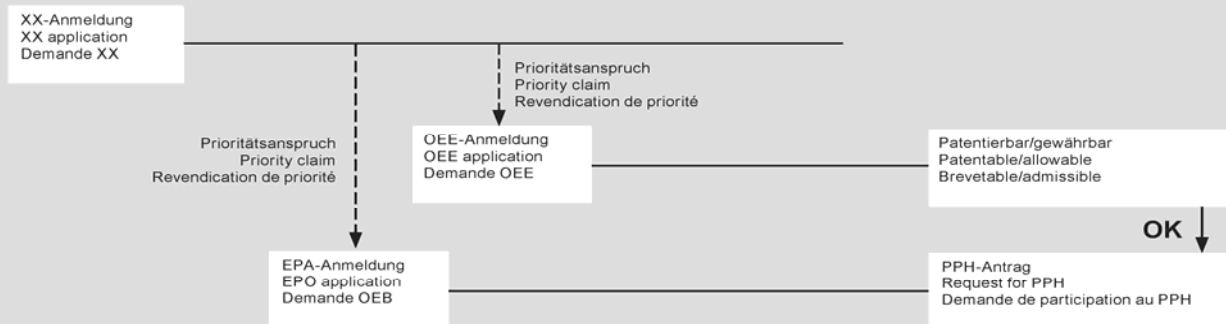 XX-Anmeldung
XX application
Demande XX
Prioritätsanspruch
Priority claim
Revendication de priorité
Prioritätsanspruch
Priority claim
Revendication de priorité
OEE-Anmeldung
OEE application
Demande OEE
Patentierbar/gewährbar
Patentable/allowable
Brevetable/admissible
OK
EPA-Anmeldung
EPO application
Demande OEB
PPH-Antrag
Request for PPH
Demande de participation au PPH